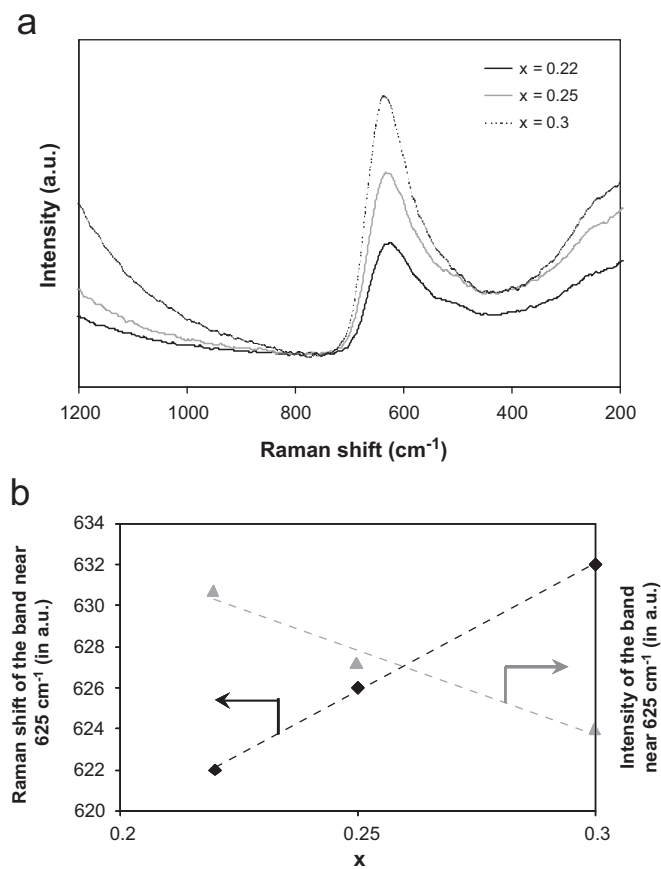 a
x = 0.22
x = 0.25
x = 0.3
Intensity (a.u.)
1200 1000 800 600 400 200
Raman shift (cm⁻¹)
b
634
632
630
628
626
624
622
620
Raman shift of the band near
625 cm⁻¹ (in a.u.)
Intensity of the band
near 625 cm⁻¹ (in a.u.)
0.2 0.25 0.3
x